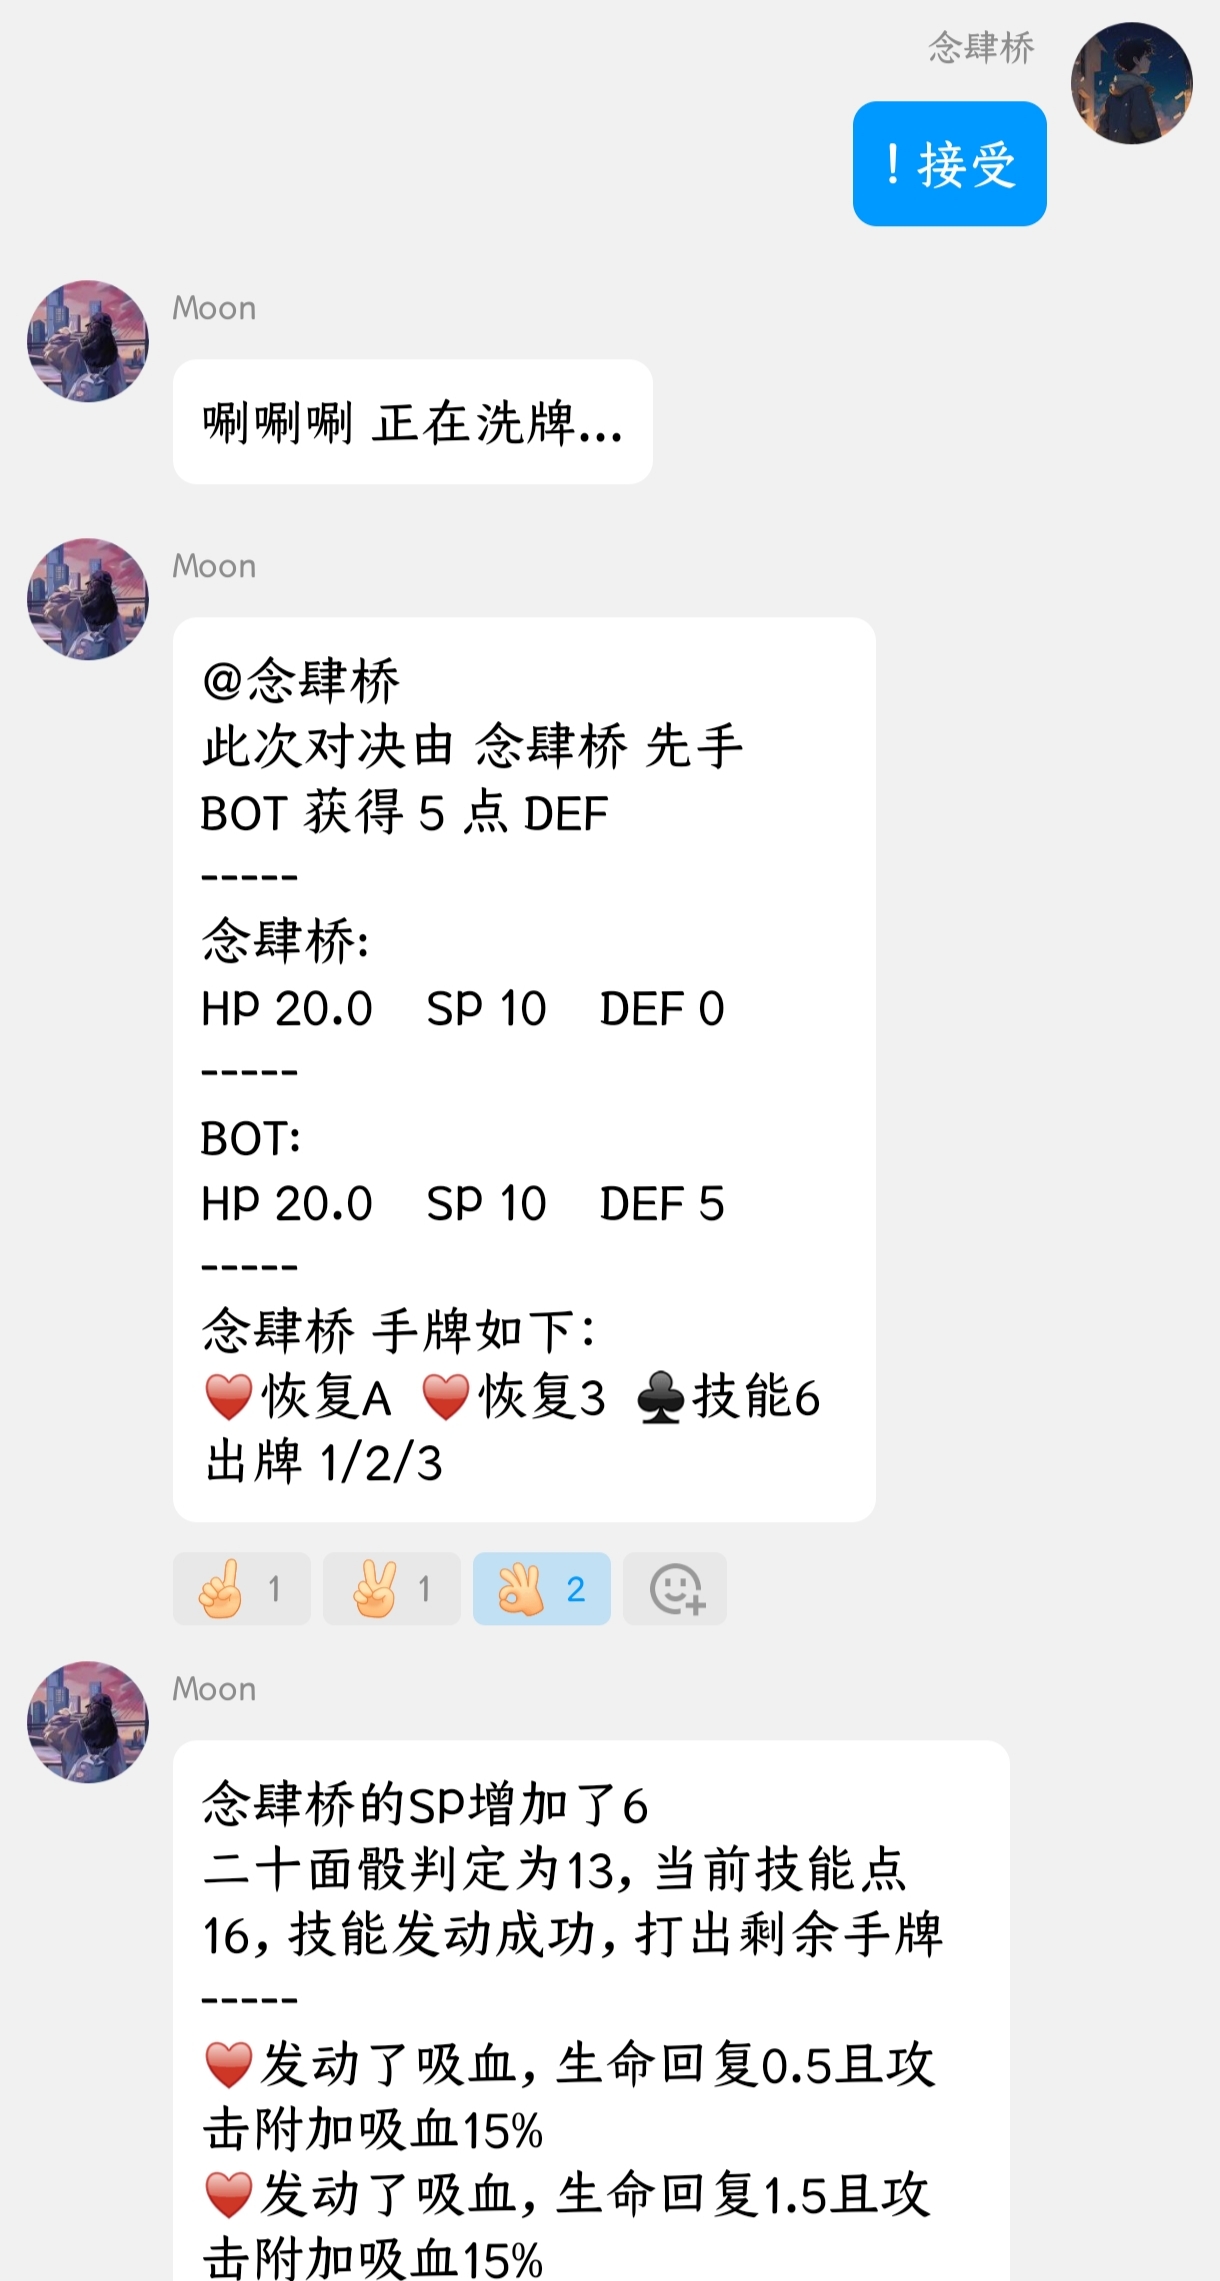 念肆桥
！接受
Moon
唰唰唰 正在洗牌...
Moon
@念肆桥
此次对决由 念肆桥 先手
BOT 获得 5 点 DEF
-----
念肆桥:
HP 20.0 SP 10 DEF 0
-----
BOT:
HP 20.0 SP 10 DEF 5
-----
念肆桥 手牌如下：
♥恢复A ♥恢复3 ♣技能6
出牌 1/2/3
☝ 1 ✌ 1 👌 2
Moon
念肆桥的SP增加了6
二十面骰判定为13，当前技能点
16，技能发动成功，打出剩余手牌
-----
♥发动了吸血，生命回复0.5且攻
击附加吸血15%
♥发动了吸血，生命回复1.5且攻
击附加吸血15%